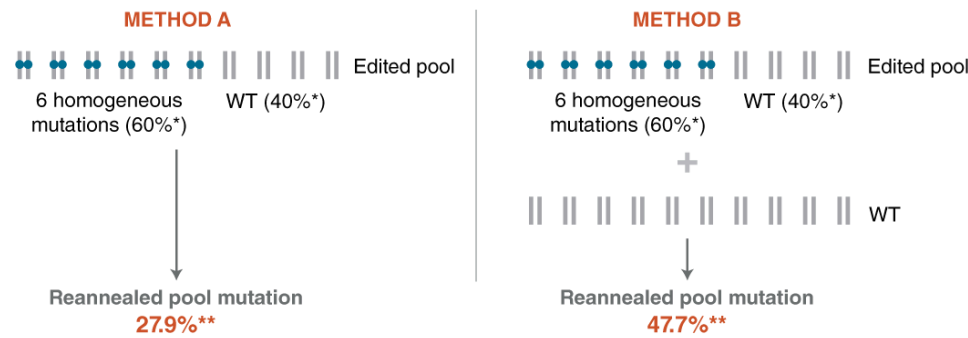 METHOD A
Edited pool
6 homogeneous
mutations (60%*)
WT (40%*)
Reannealed pool mutation
27.9%**
METHOD B
Edited pool
6 homogeneous
mutations (60%*)
WT (40%*)
+
WT
Reannealed pool mutation
47.7%**